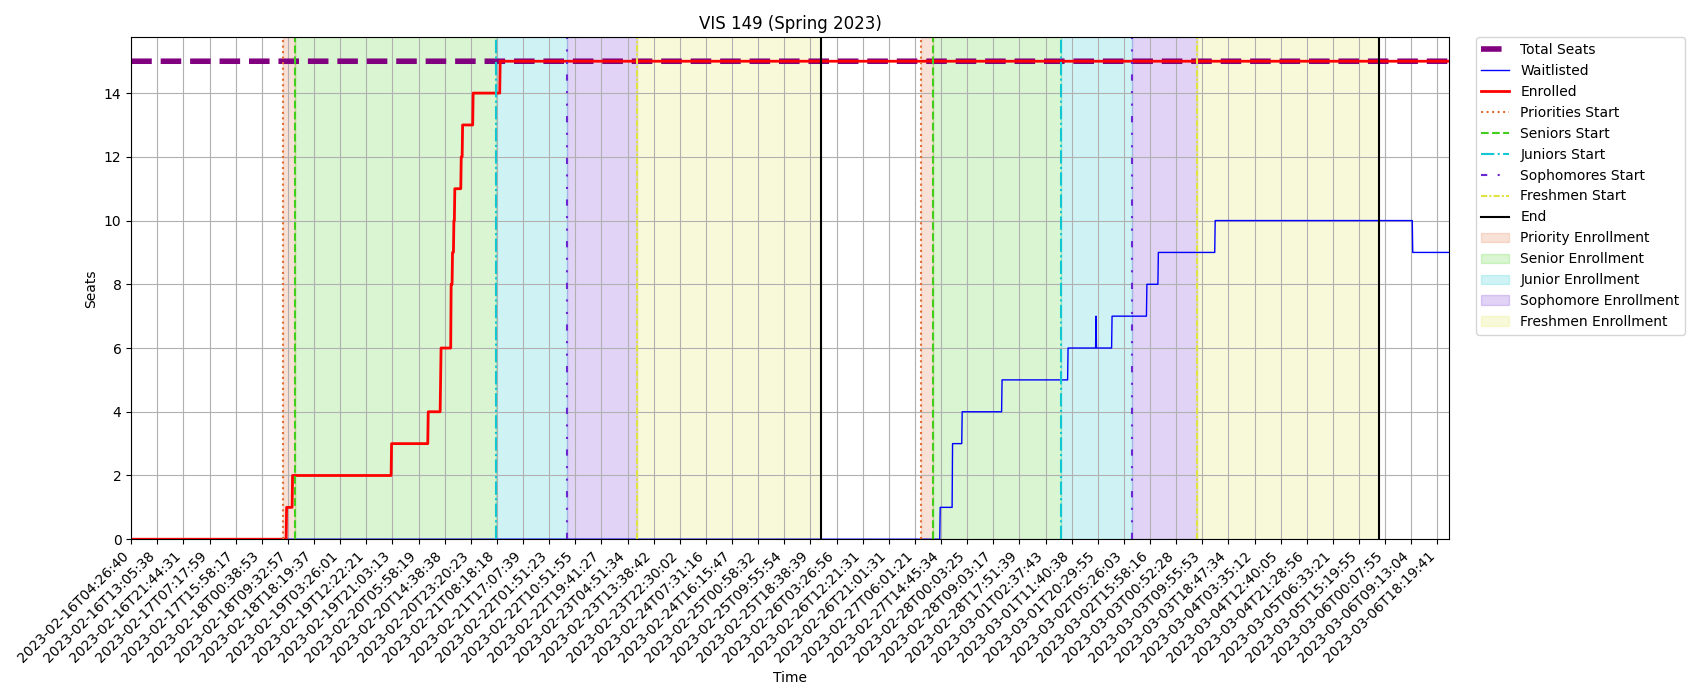 VIS 149 (Spring 2023)
Seats
0
2
4
6
8
10
12
14
2023-02-16T04:26:40
2023-02-16T13:05:38
2023-02-16T21:44:31
2023-02-17T07:17:59
2023-02-17T15:58:17
2023-02-18T00:38:53
2023-02-18T09:32:57
2023-02-18T18:19:37
2023-02-19T03:26:01
2023-02-19T12:22:21
2023-02-19T21:03:13
2023-02-20T05:58:19
2023-02-20T14:38:38
2023-02-20T23:20:23
2023-02-21T08:18:18
2023-02-21T17:07:39
2023-02-22T01:51:23
2023-02-22T10:51:55
2023-02-22T19:41:27
2023-02-23T04:51:34
2023-02-23T13:38:42
2023-02-23T22:30:02
2023-02-24T07:31:16
2023-02-24T16:15:47
2023-02-25T00:58:32
2023-02-25T09:55:54
2023-02-25T18:38:39
2023-02-26T03:26:56
2023-02-26T12:21:31
2023-02-26T21:01:31
2023-02-27T06:01:21
2023-02-27T14:45:34
2023-02-28T00:03:25
2023-02-28T09:03:17
2023-02-28T17:51:39
2023-03-01T02:37:43
2023-03-01T11:40:38
2023-03-01T20:29:55
2023-03-02T05:26:03
2023-03-02T15:58:16
2023-03-03T00:52:28
2023-03-03T09:55:53
2023-03-03T18:47:34
2023-03-04T03:35:12
2023-03-04T12:40:05
2023-03-04T21:28:56
2023-03-05T06:33:21
2023-03-05T15:19:55
2023-03-06T00:07:55
2023-03-06T09:13:04
2023-03-06T18:19:41
Time
Total Seats
Waitlisted
Enrolled
Priorities Start
Seniors Start
Juniors Start
Sophomores Start
Freshmen Start
End
Priority Enrollment
Senior Enrollment
Junior Enrollment
Sophomore Enrollment
Freshmen Enrollment